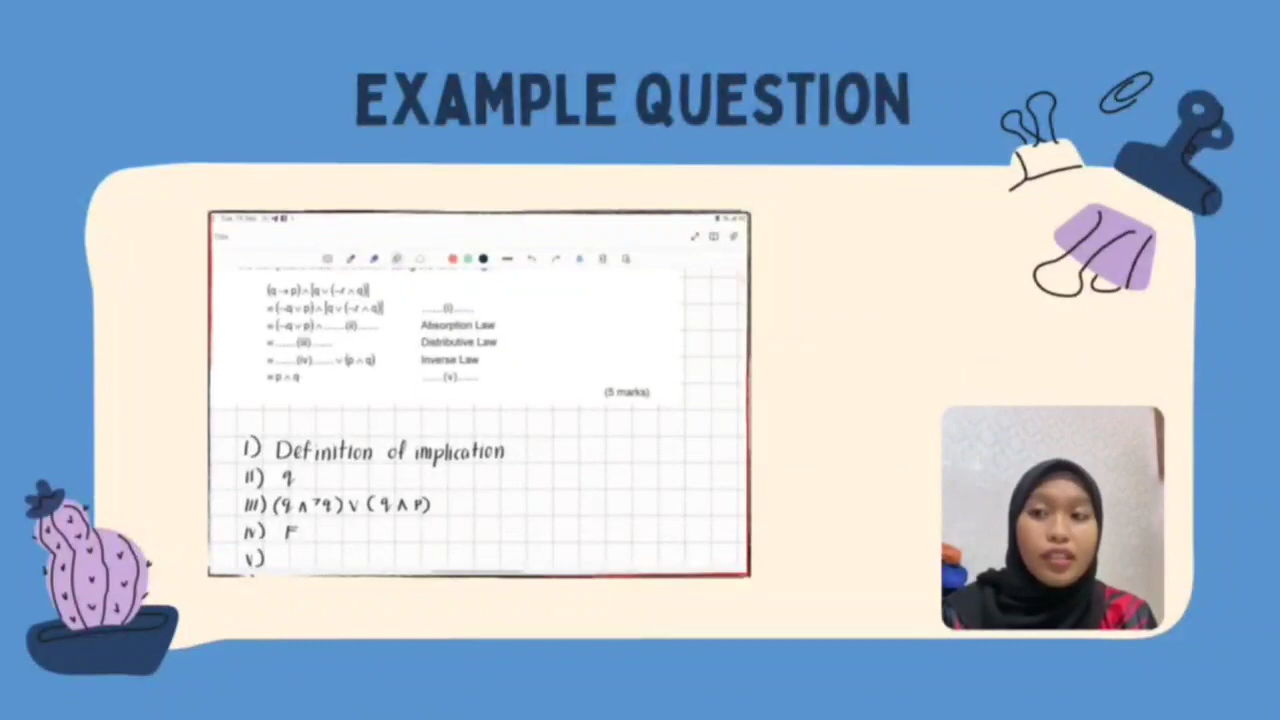 EXAMPLE QUESTION
Title
(q → p) ∧ [q ∨ (¬r ∧ q)]
≡ (¬q ∨ p) ∧ [q ∨ (¬r ∧ q)] ........(i)........
≡ (¬q ∨ p) ∧ ........(ii)........ Absorption Law
≡ ........(iii)........ Distributive Law
≡ ........(iv)........ ∨ (p ∧ q) Inverse Law
≡ p ∧ q ........(v)........
(5 marks)
I) Definition of implication
II) q
III) (q ∧ ¬q) ∨ (q ∧ p)
IV) F
V)